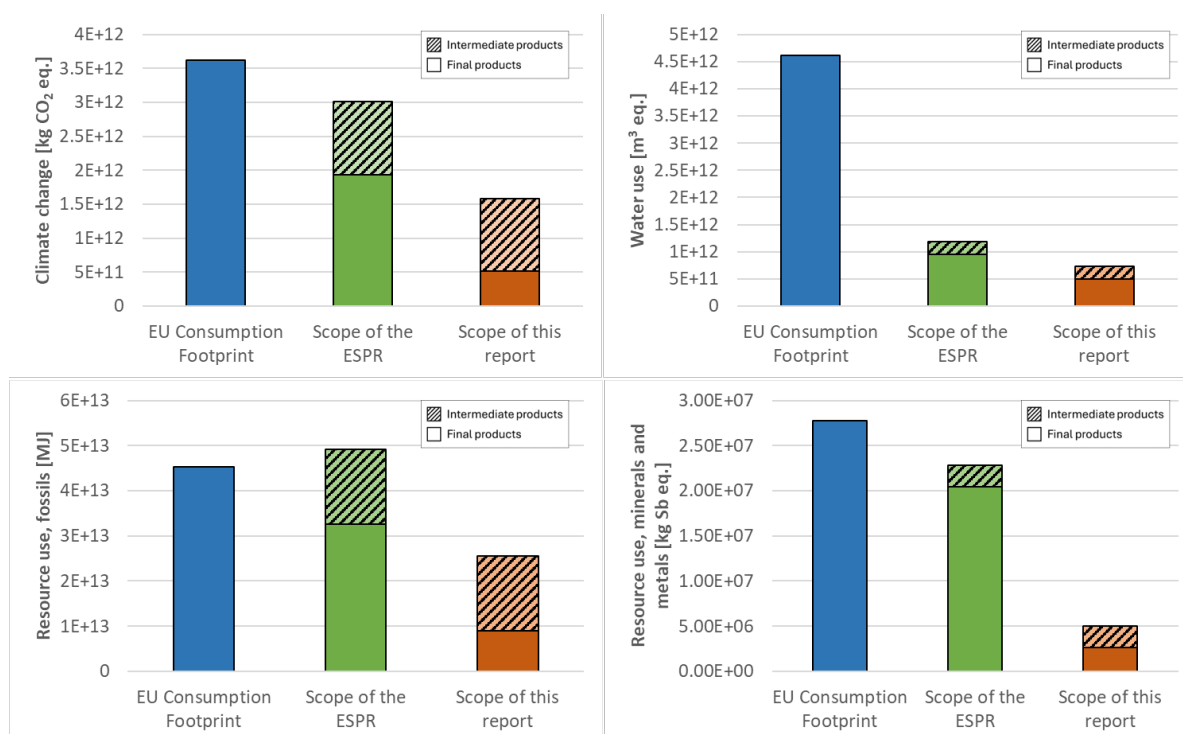 Climate change [kg CO₂ eq.]
4E+12
3.5E+12
3E+12
2.5E+12
2E+12
1.5E+12
1E+12
5E+11
0
Intermediate products
Final products
EU Consumption
Footprint
Scope of the
ESPR
Scope of this
report
Water use [m³ eq.]
5E+12
4.5E+12
4E+12
3.5E+12
3E+12
2.5E+12
2E+12
1.5E+12
1E+12
5E+11
0
Intermediate products
Final products
EU Consumption
Footprint
Scope of the
ESPR
Scope of this
report
Resource use, fossils [MJ]
6E+13
5E+13
4E+13
3E+13
2E+13
1E+13
0
Intermediate products
Final products
EU Consumption
Footprint
Scope of the
ESPR
Scope of this
report
Resource use, minerals and
metals [kg Sb eq.]
3.00E+07
2.50E+07
2.00E+07
1.50E+07
1.00E+07
5.00E+06
0.00E+00
Intermediate products
Final products
EU Consumption
Footprint
Scope of the
ESPR
Scope of this
report